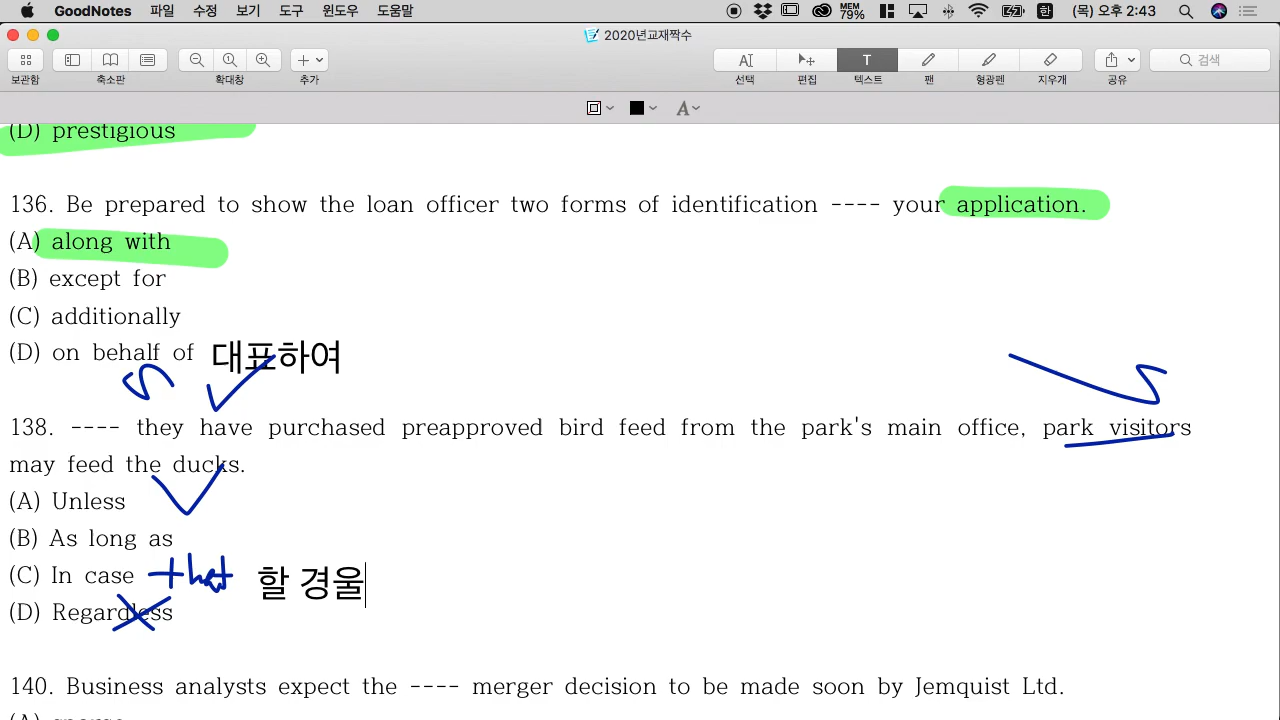 GoodNotes 파일 수정 보기 도구 윈도우 도움말 MEM 79% 한 (목) 오후 2:43
2020년교재짝수
검색
보관함 축소판 확대창 추가 선택 편집 텍스트 펜 형광펜 지우개 공유
(D) prestigious
136. Be prepared to show the loan officer two forms of identification ---- your application.
(A) along with
(B) except for
(C) additionally
(D) on behalf of 대표하여
S V S
138. ---- they have purchased preapproved bird feed from the park's main office, park visitors
may feed the ducks.
V
(A) Unless
(B) As long as
(C) In case that 할 경울
(D) Regardless
140. Business analysts expect the ---- merger decision to be made soon by Jemquist Ltd.
(A) sparse